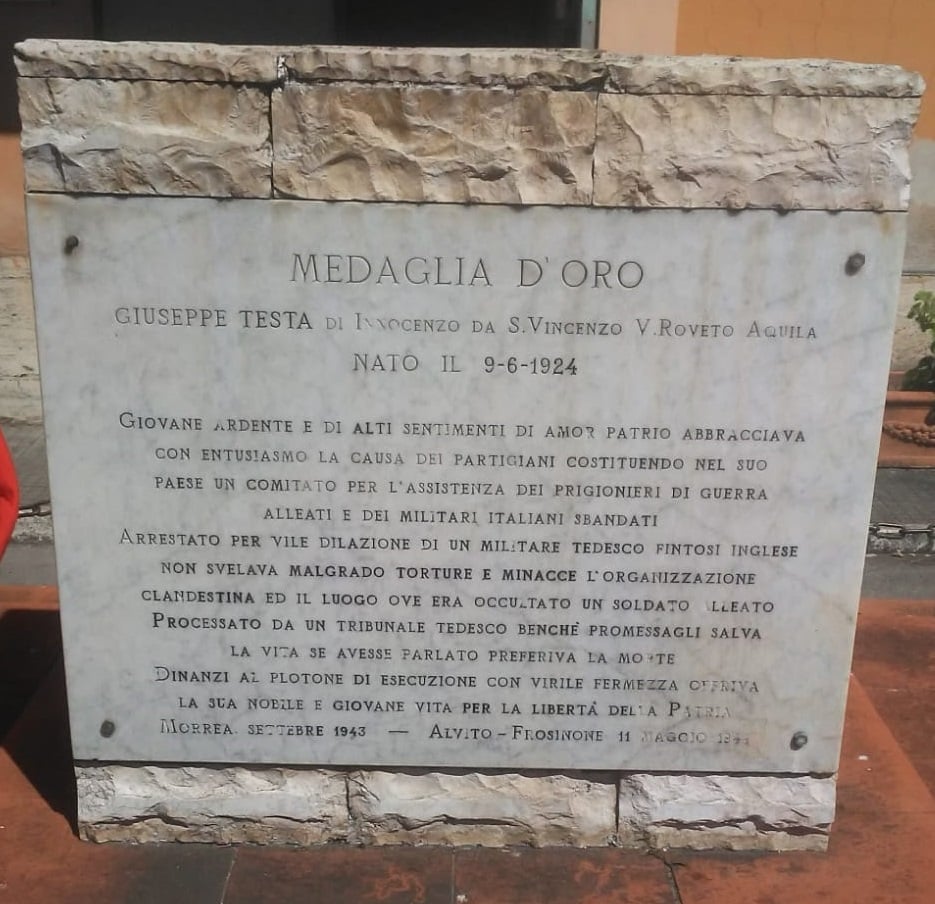 MEDAGLIA D'ORO
GIUSEPPE TESTA DI INNOCENZO DA S.VINCENZO V.ROVETO AQUILA
NATO IL 9-6-1924
GIOVANE ARDENTE E DI ALTI SENTIMENTI DI AMOR PATRIO ABBRACCIAVA
CON ENTUSIASMO LA CAUSA DEI PARTIGIANI COSTITUENDO NEL SUO
PAESE UN COMITATO PER L'ASSISTENZA DEI PRIGIONIERI DI GUERRA
ALLEATI E DEI MILITARI ITALIANI SBANDATI
ARRESTATO PER VILE DILAZIONE DI UN MILITARE TEDESCO FINTOSI INGLESE
NON SVELAVA MALGRADO TORTURE E MINACCE L'ORGANIZZAZIONE
CLANDESTINA ED IL LUOGO OVE ERA OCCULTATO UN SOLDATO ALLEATO
PROCESSATO DA UN TRIBUNALE TEDESCO BENCHÈ PROMESSAGLI SALVA
LA VITA SE AVESSE PARLATO PREFERIVA LA MORTE
DINANZI AL PLOTONE DI ESECUZIONE CON VIRILE FERMEZZA OFFRIVA
LA SUA NOBILE E GIOVANE VITA PER LA LIBERTÀ DELLA PATRIA
MORREA SETTEBRE 1943 — ALVITO - FROSINONE 11 MAGGIO 1944